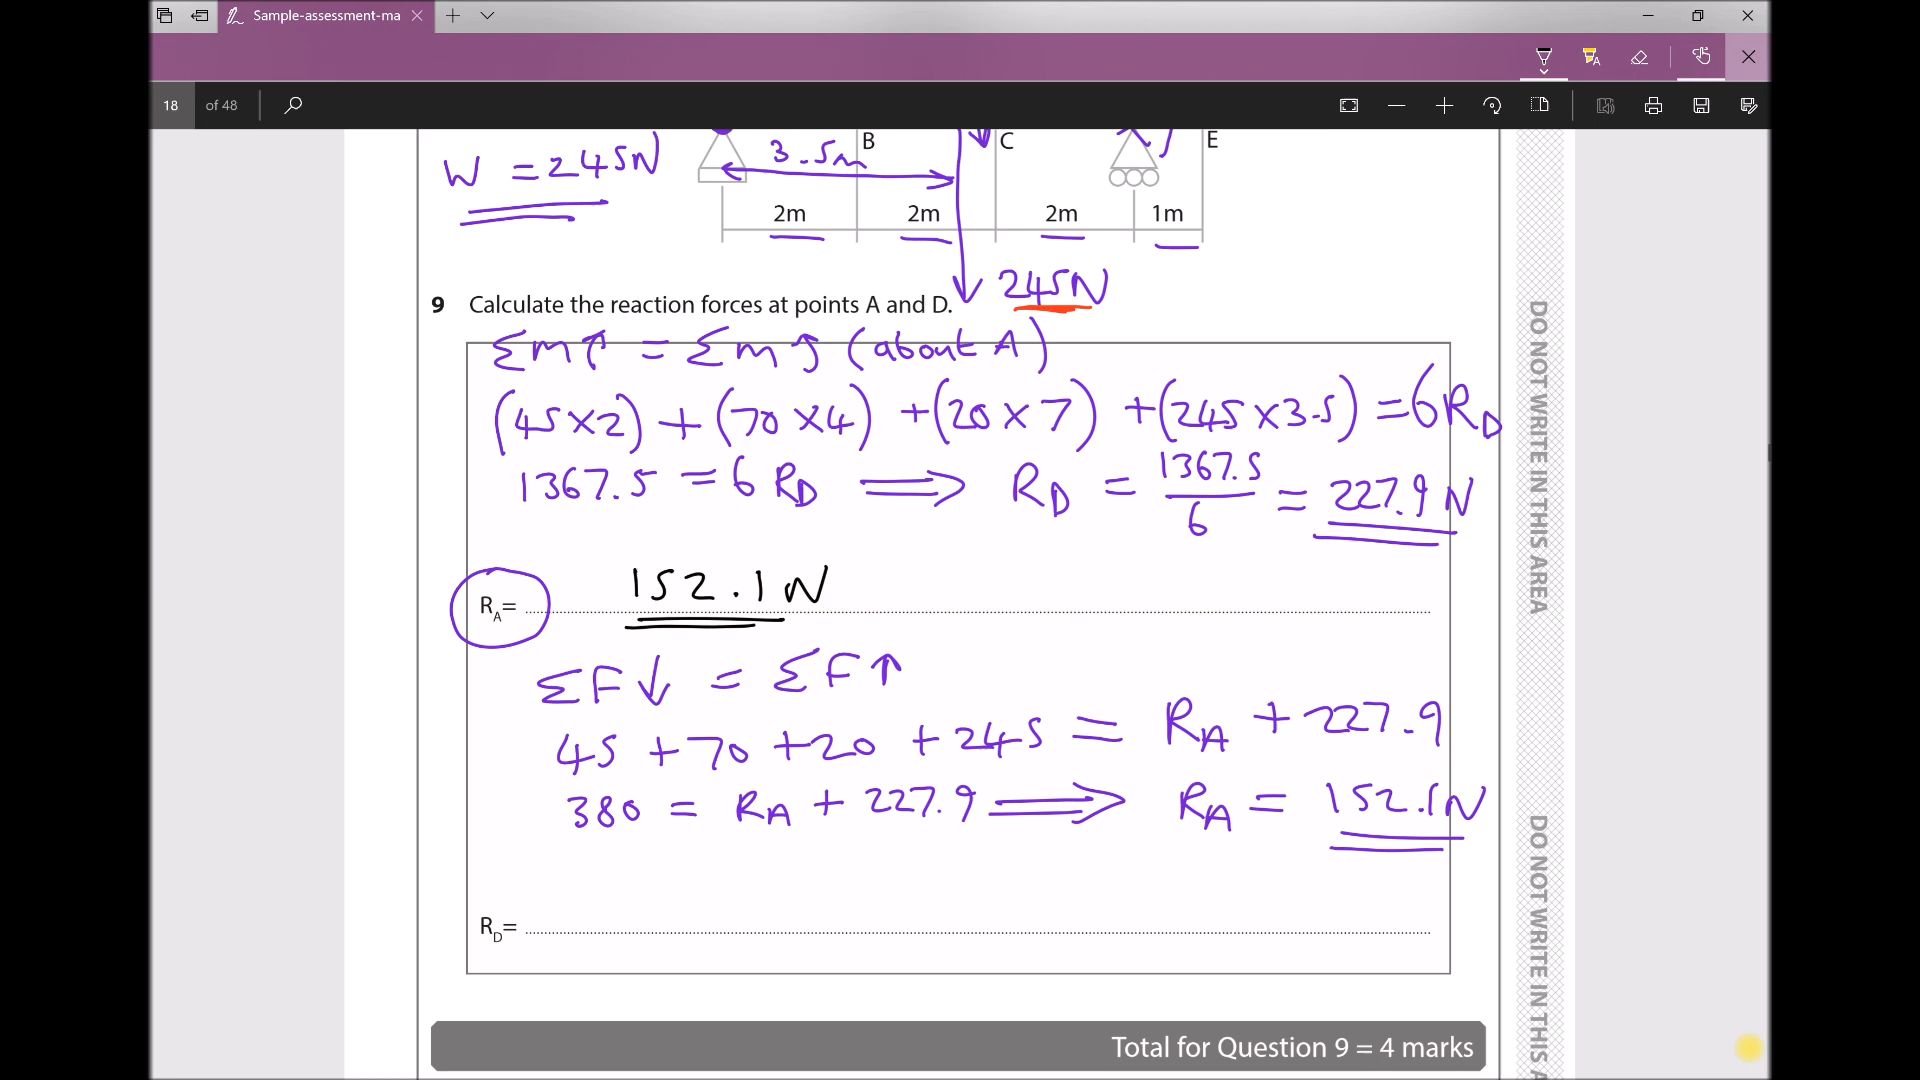 Sample-assessment-ma
18 of 48
W = 245N
3.5m
B
C
E
2m 2m 2m 1m
245N
9 Calculate the reaction forces at points A and D.
Σm↻ = Σm↺ (about A)
(45×2) + (70×4) + (20×7) + (245×3.5) = 6R_D
1367.5 = 6 R_D ⟹ R_D = 1367.5/6 = 227.9 N
R_A= 152.1 N
ΣF↓ = ΣF↑
45 + 70 + 20 + 245 = R_A + 227.9
380 = R_A + 227.9 ⟹ R_A = 152.1N
R_D=
Total for Question 9 = 4 marks
DO NOT WRITE IN THIS AREA
DO NOT WRITE IN THIS A